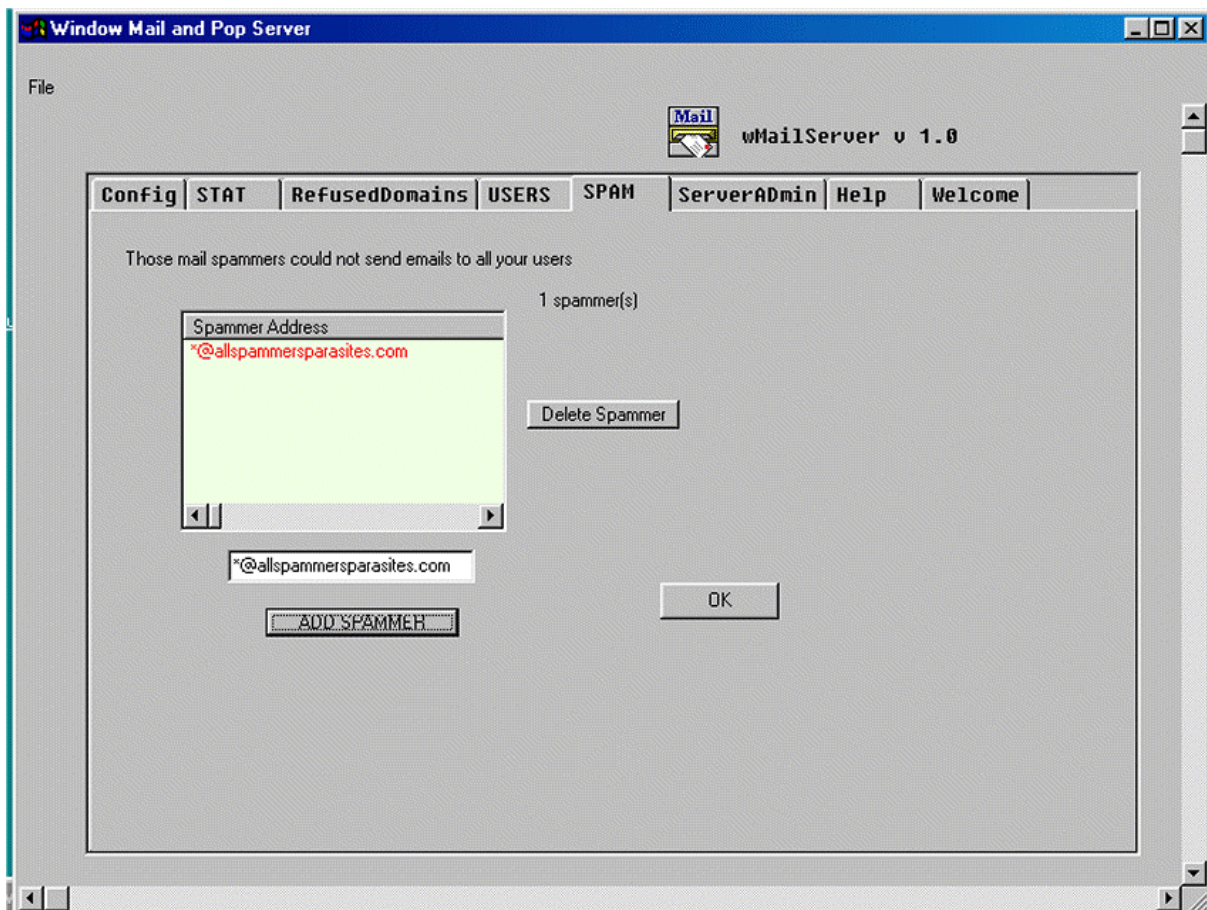 Window Mail and Pop Server
File
Mail
wMailServer v 1.0
Config STAT RefusedDomains USERS SPAM ServerADmin Help Welcome
Those mail spammers could not send emails to all your users
1 spammer(s)
Spammer Address
*@allspammersparasites.com
Delete Spammer
*@allspammersparasites.com
OK
ADD SPAMMER